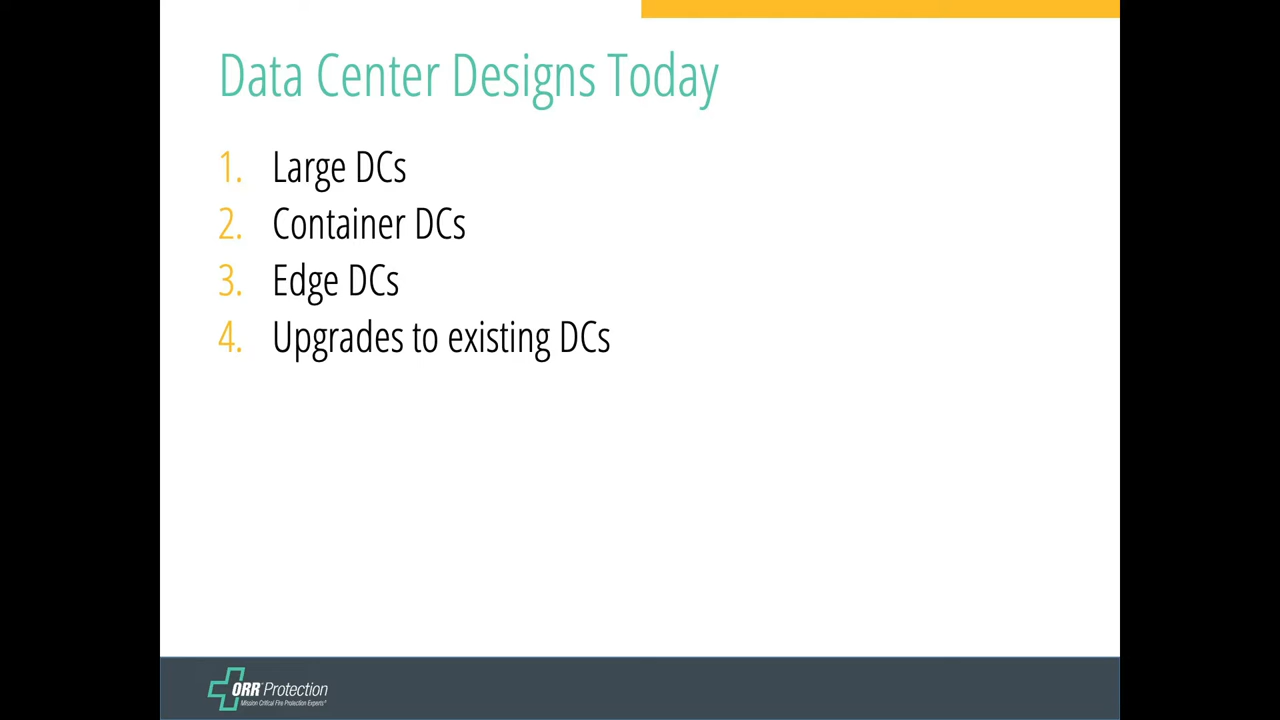 Data Center Designs Today
1. Large DCs
2. Container DCs
3. Edge DCs
4. Upgrades to existing DCs
ORR Protection
Mission Critical Fire Protection Experts®